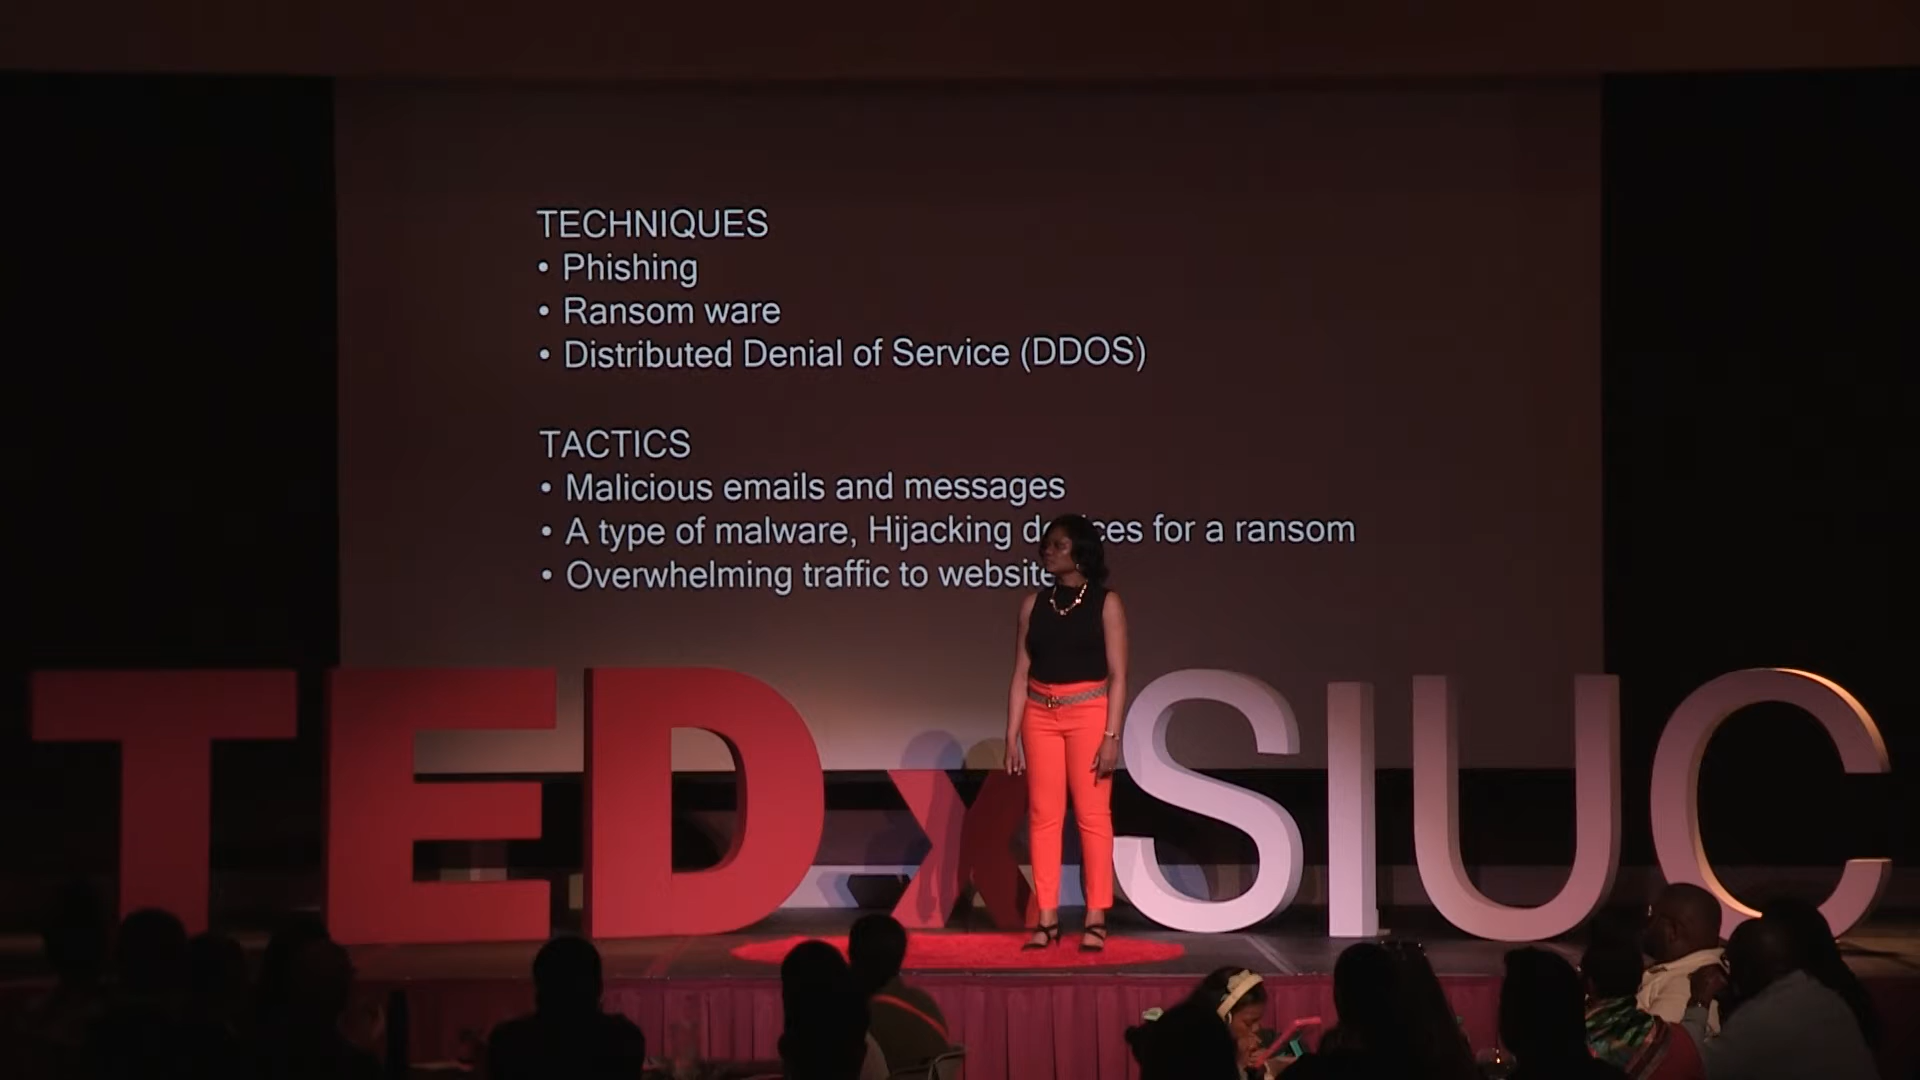 TECHNIQUES
• Phishing
• Ransom ware
• Distributed Denial of Service (DDOS)
TACTICS
• Malicious emails and messages
• A type of malware, Hijacking for a ransom
• Overwhelming traffic to website
TEDxSIUC